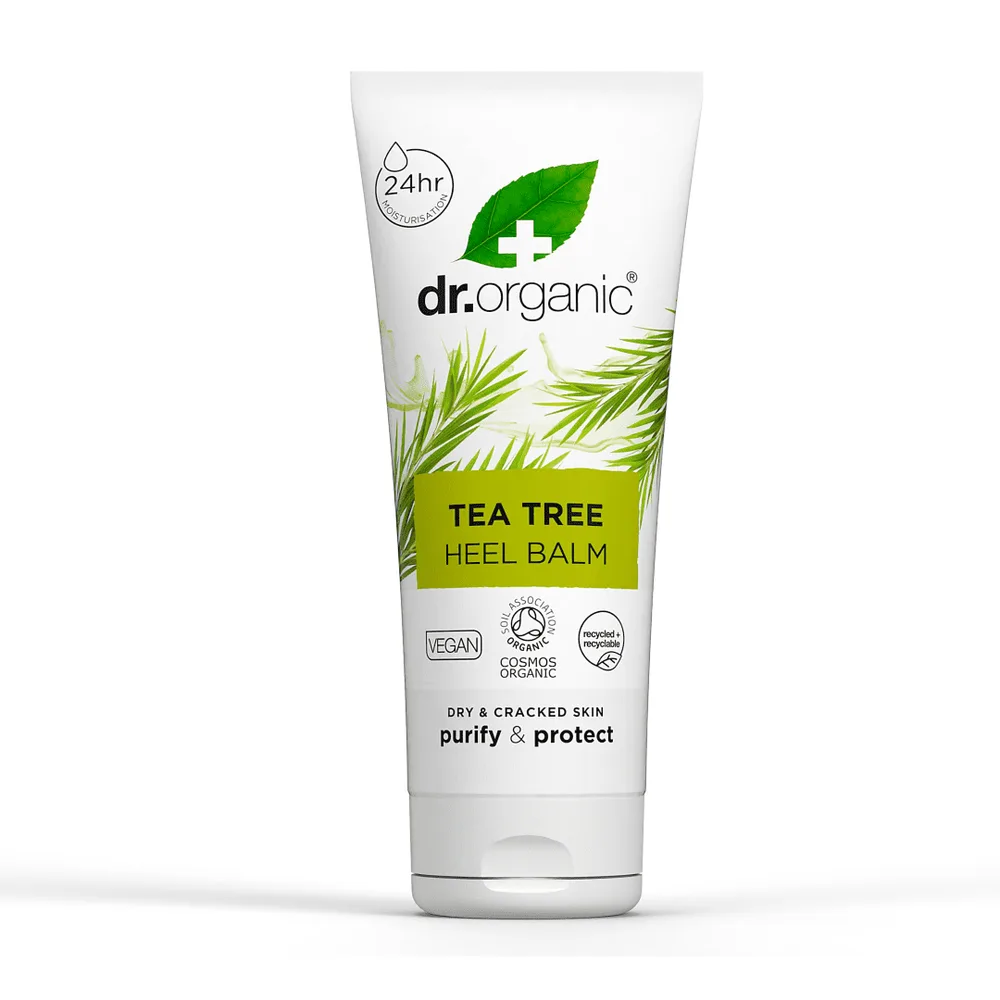 24hr
MOISTURISATION
dr.organic®
TEA TREE
HEEL BALM
VEGAN
SOIL ASSOCIATION
ORGANIC
COSMOS
ORGANIC
recycled +
recyclable
DRY & CRACKED SKIN
purify & protect